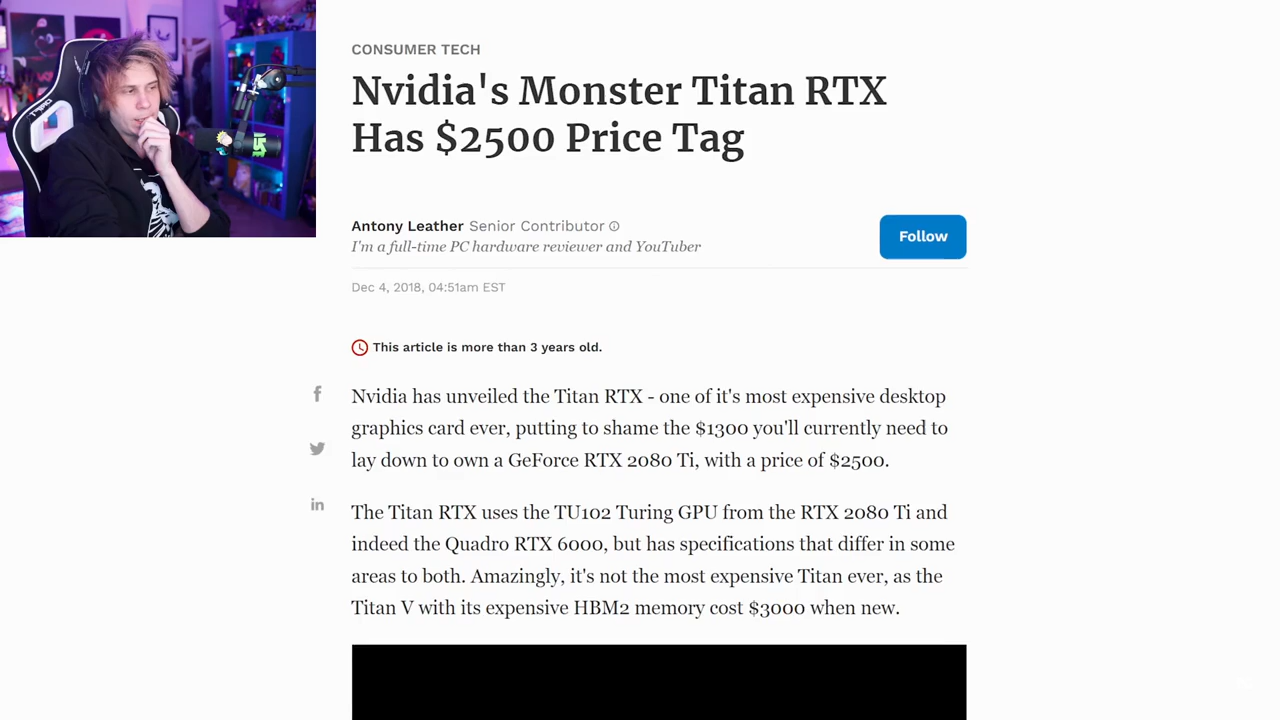 CONSUMER TECH
Nvidia's Monster Titan RTX
Has $2500 Price Tag
Antony Leather Senior Contributor
I'm a full-time PC hardware reviewer and YouTuber
Follow
Dec 4, 2018, 04:51am EST
This article is more than 3 years old.
Nvidia has unveiled the Titan RTX - one of it's most expensive desktop
graphics card ever, putting to shame the $1300 you'll currently need to
lay down to own a GeForce RTX 2080 Ti, with a price of $2500.
The Titan RTX uses the TU102 Turing GPU from the RTX 2080 Ti and
indeed the Quadro RTX 6000, but has specifications that differ in some
areas to both. Amazingly, it's not the most expensive Titan ever, as the
Titan V with its expensive HBM2 memory cost $3000 when new.